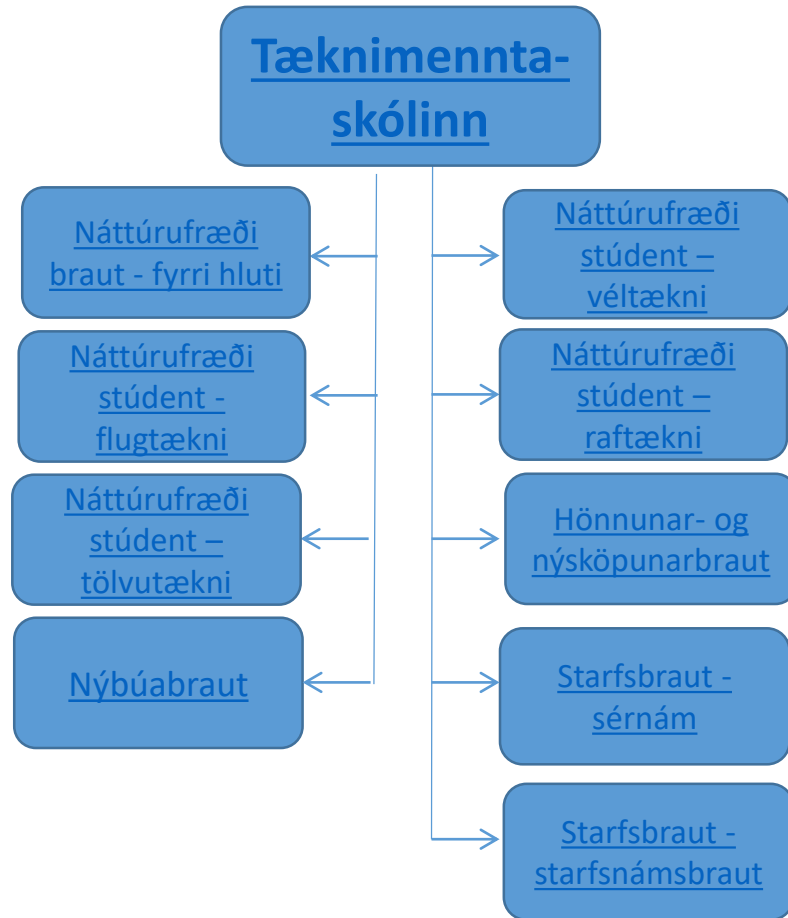 Tæknimennta-
skólinn
Náttúrufræði
braut - fyrri hluti
Náttúrufræði
stúdent -
flugtækni
Náttúrufræði
stúdent –
tölvutækni
Nýbúabraut
Náttúrufræði
stúdent –
véltækni
Náttúrufræði
stúdent –
raftækni
Hönnunar- og
nýsköpunarbraut
Starfsbraut -
sérnám
Starfsbraut -
starfsnámsbraut